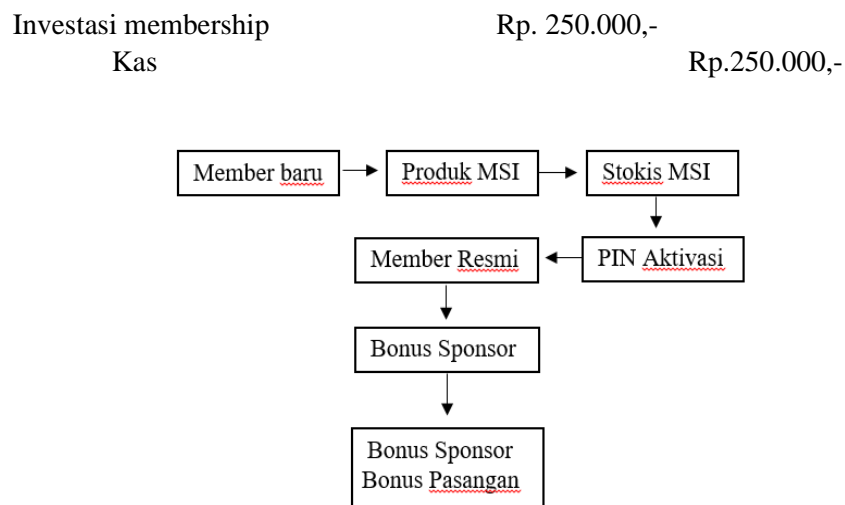 Investasi membership Rp. 250.000,-
Kas Rp.250.000,-
Member baru
Produk MSI
Stokis MSI
PIN Aktivasi
Member Resmi
Bonus Sponsor
Bonus Sponsor
Bonus Pasangan